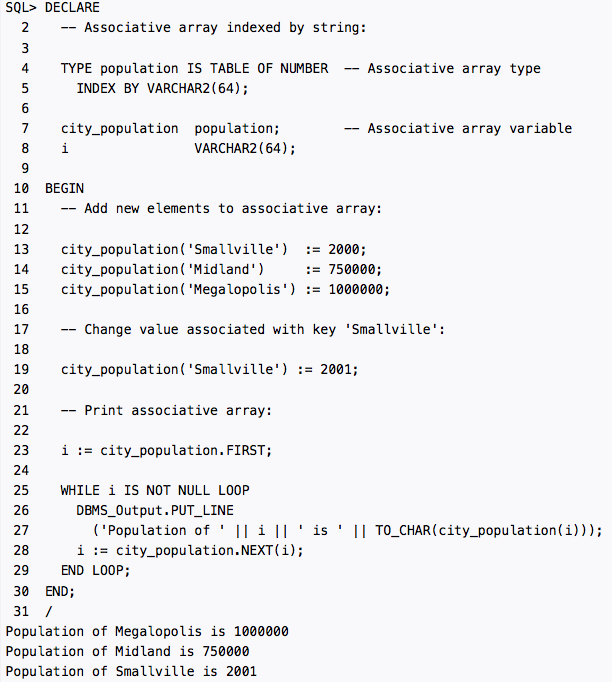 SQL> DECLARE
  2    -- Associative array indexed by string:
  3
  4    TYPE population IS TABLE OF NUMBER  -- Associative array type
  5      INDEX BY VARCHAR2(64);
  6
  7    city_population  population;        -- Associative array variable
  8    i                VARCHAR2(64);
  9
 10  BEGIN
 11    -- Add new elements to associative array:
 12
 13    city_population('Smallville')  := 2000;
 14    city_population('Midland')     := 750000;
 15    city_population('Megalopolis') := 1000000;
 16
 17    -- Change value associated with key 'Smallville':
 18
 19    city_population('Smallville') := 2001;
 20
 21    -- Print associative array:
 22
 23    i := city_population.FIRST;
 24
 25    WHILE i IS NOT NULL LOOP
 26      DBMS_Output.PUT_LINE
 27        ('Population of ' || i || ' is ' || TO_CHAR(city_population(i)));
 28      i := city_population.NEXT(i);
 29    END LOOP;
 30  END;
 31  /
Population of Megalopolis is 1000000
Population of Midland is 750000
Population of Smallville is 2001